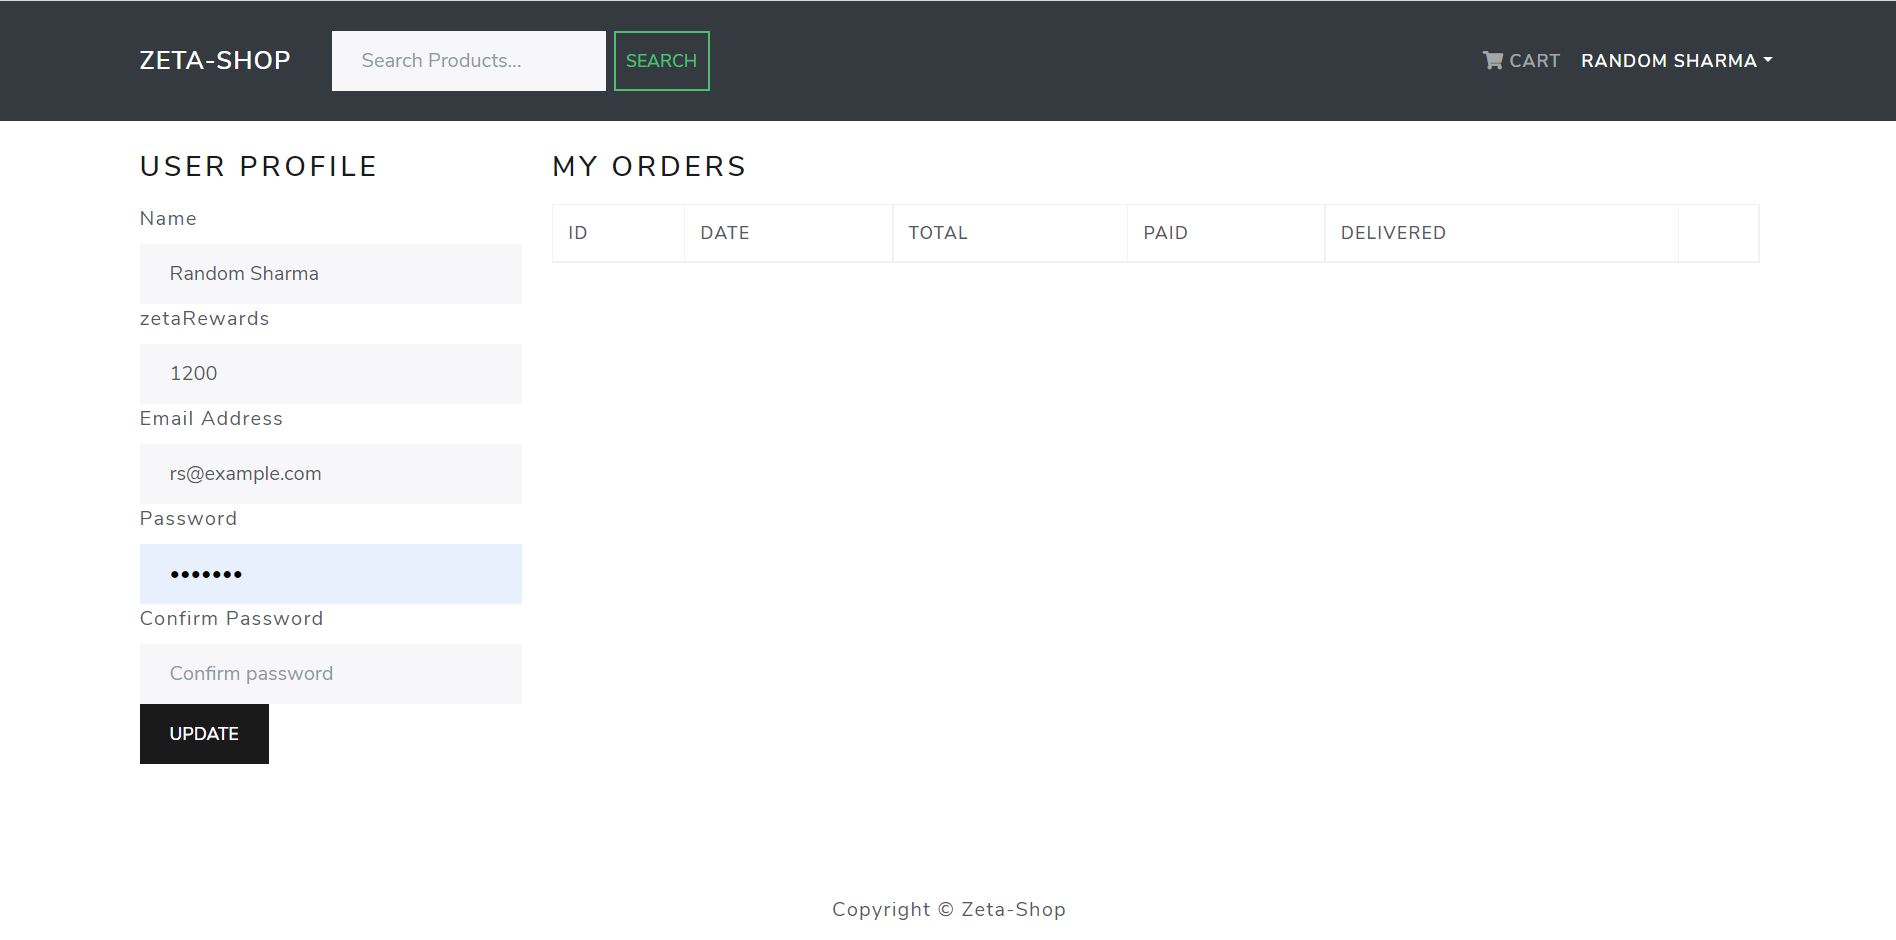 ZETA-SHOP Search Products... SEARCH CART RANDOM SHARMA
USER PROFILE
Name
Random Sharma
zetaRewards
1200
Email Address
rs@example.com
Password
•••••••
Confirm Password
Confirm password
UPDATE
MY ORDERS
ID DATE TOTAL PAID DELIVERED
Copyright © Zeta-Shop